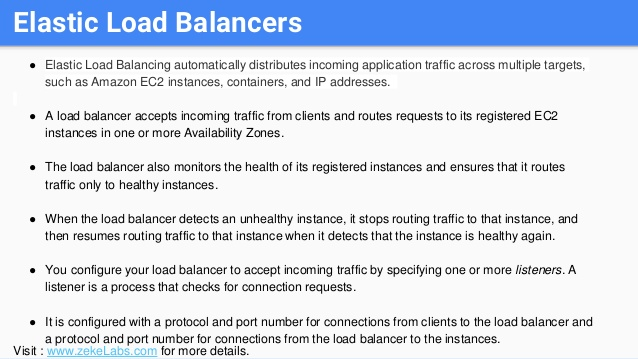 Elastic Load Balancers
● Elastic Load Balancing automatically distributes incoming application traffic across multiple targets,
such as Amazon EC2 instances, containers, and IP addresses.
● A load balancer accepts incoming traffic from clients and routes requests to its registered EC2
instances in one or more Availability Zones.
● The load balancer also monitors the health of its registered instances and ensures that it routes
traffic only to healthy instances.
● When the load balancer detects an unhealthy instance, it stops routing traffic to that instance, and
then resumes routing traffic to that instance when it detects that the instance is healthy again.
● You configure your load balancer to accept incoming traffic by specifying one or more listeners. A
listener is a process that checks for connection requests.
● It is configured with a protocol and port number for connections from clients to the load balancer and
a protocol and port number for connections from the load balancer to the instances.
Visit : www.zekeLabs.com for more details.